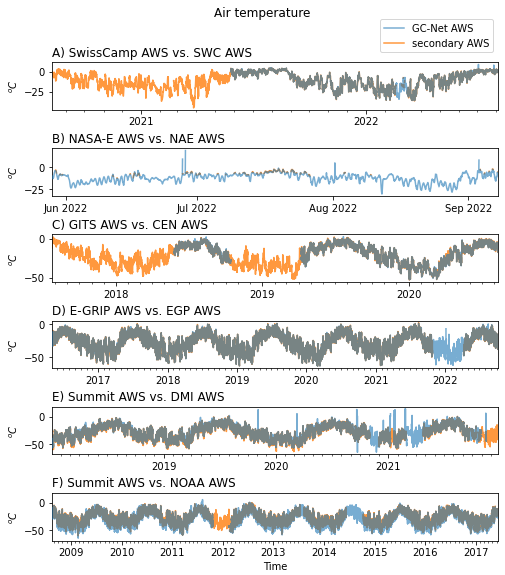 Air temperature
GC-Net AWS
secondary AWS
A) SwissCamp AWS vs. SWC AWS
0
−25
°C
2021
2022
B) NASA-E AWS vs. NAE AWS
0
−25
°C
Jun 2022
Jul 2022
Aug 2022
Sep 2022
C) GITS AWS vs. CEN AWS
0
−50
°C
2018
2019
2020
D) E-GRIP AWS vs. EGP AWS
0
−50
°C
2017
2018
2019
2020
2021
2022
E) Summit AWS vs. DMI AWS
0
−50
°C
2019
2020
2021
F) Summit AWS vs. NOAA AWS
0
−50
°C
2009
2010
2011
2012
2013
2014
2015
2016
2017
Time